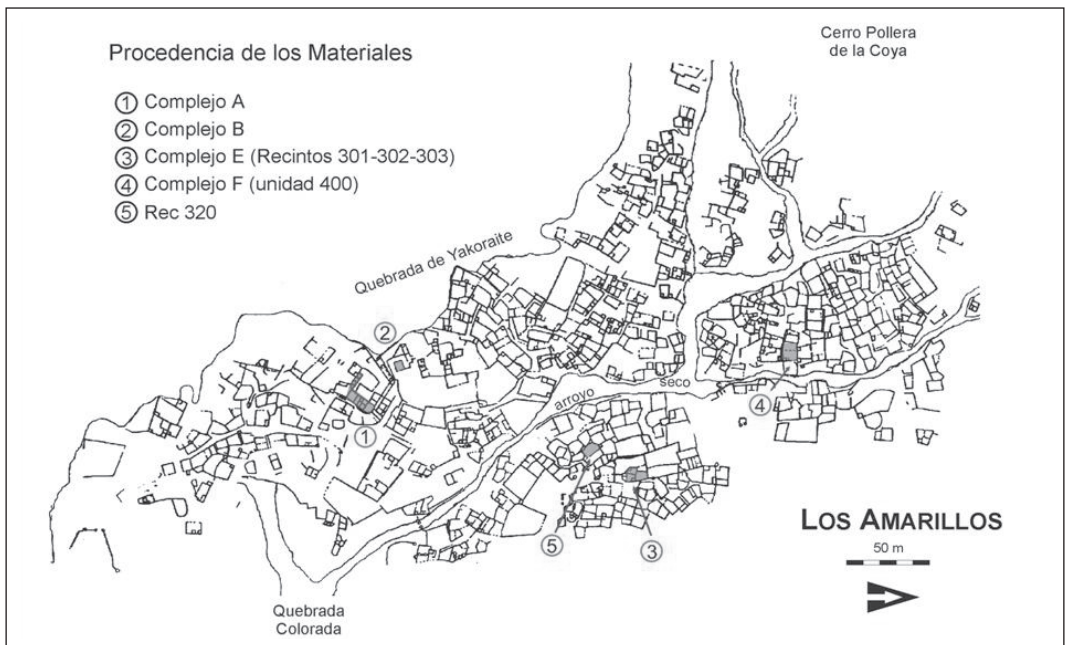 Procedencia de los Materiales
① Complejo A
② Complejo B
③ Complejo E (Recintos 301-302-303)
④ Complejo F (unidad 400)
⑤ Rec 320
Cerro Pollera
de la Coya
Quebrada de Yakoraite
②
①
arroyo seco
④
⑤
③
Quebrada
Colorada
LOS AMARILLOS
50 m